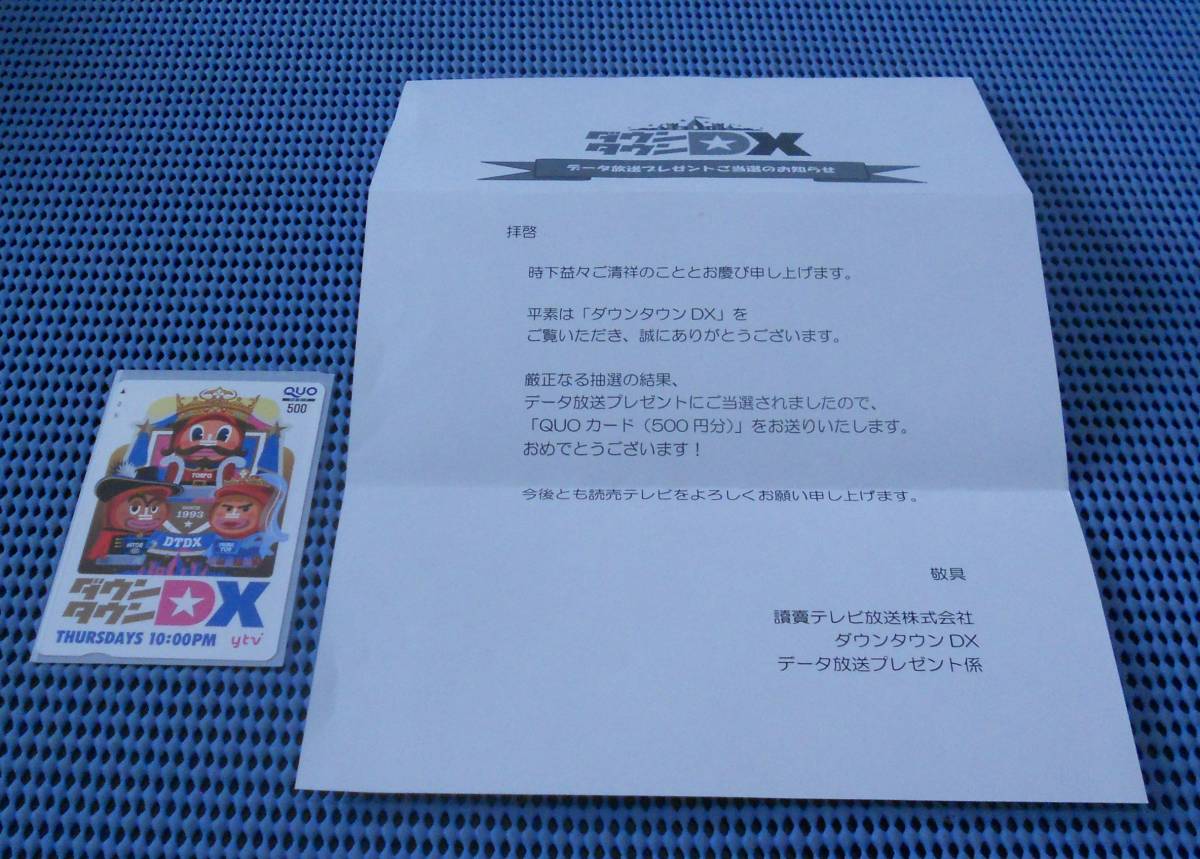 QUO
500
SINCE
1993
DTDX
ダウン
タウンDX
THURSDAYS 10:00PM ytv
ダウン
タウンDX
データ放送プレゼントご当選のお知らせ
拝啓
時下益々ご清祥のこととお慶び申し上げます。
平素は「ダウンタウンDX」を
ご覧いただき、誠にありがとうございます。
厳正なる抽選の結果、
データ放送プレゼントにご当選されましたので、
「QUOカード（500円分）」をお送りいたします。
おめでとうございます！
今後とも読売テレビをよろしくお願い申し上げます。
敬具
讀賣テレビ放送株式会社
ダウンタウンDX
データ放送プレゼント係